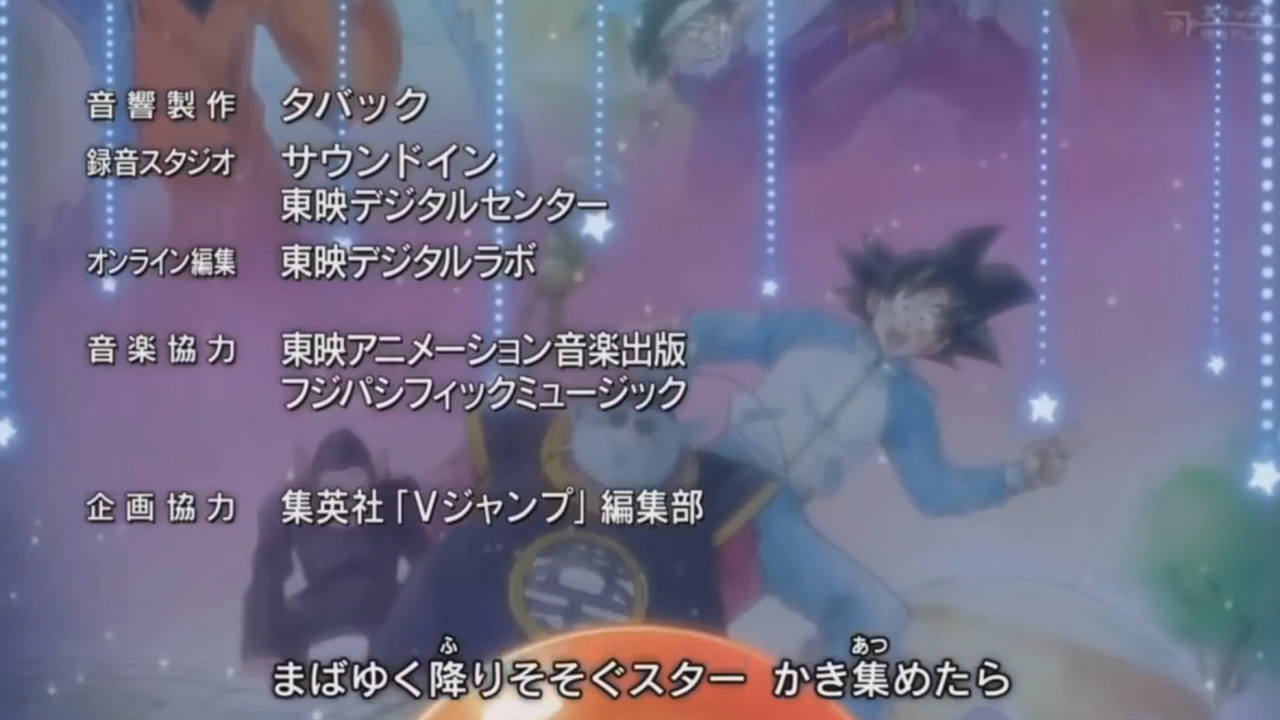 音響製作 タバック
録音スタジオ サウンドイン
東映デジタルセンター
オンライン編集 東映デジタルラボ
音楽協力 東映アニメーション音楽出版
フジパシフィックミュージック
企画協力 集英社「Vジャンプ」編集部
ふ あつ
まばゆく降りそそぐスター かき集めたら